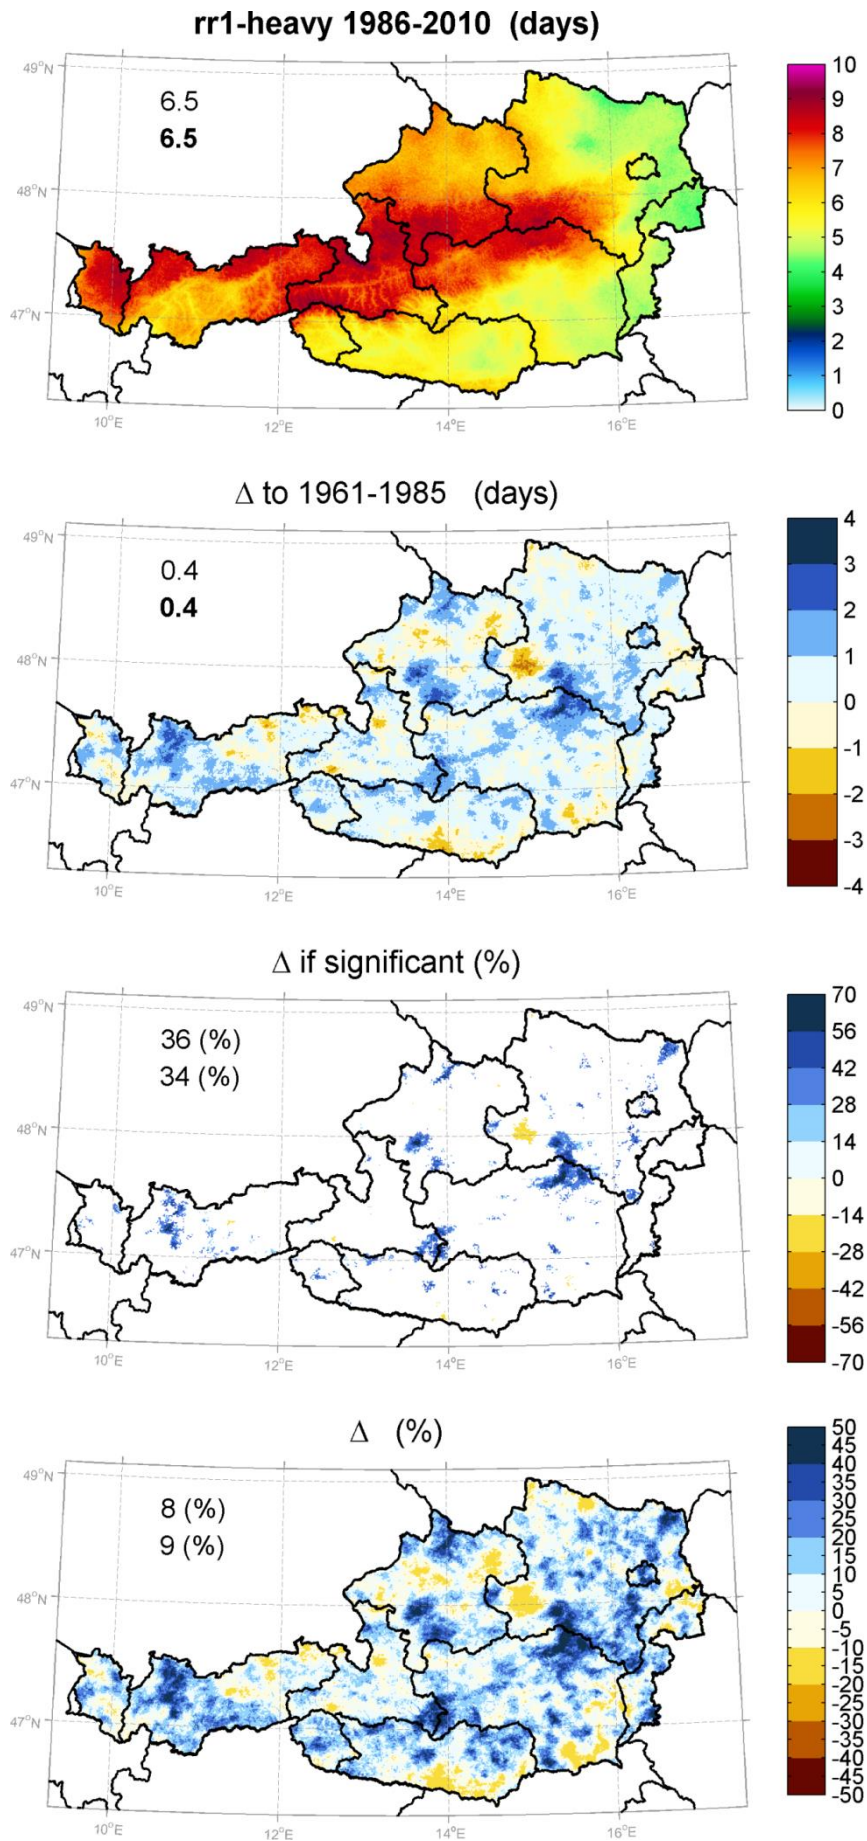 rr1-heavy 1986-2010 (days)
49°N
48°N
47°N
10°E
12°E
14°E
16°E
6.5
6.5
10
9
8
7
6
5
4
3
2
1
0
Δ to 1961-1985 (days)
49°N
48°N
47°N
10°E
12°E
14°E
16°E
0.4
0.4
4
3
2
1
0
-1
-2
-3
-4
Δ if significant (%)
49°N
48°N
47°N
10°E
12°E
14°E
16°E
36 (%)
34 (%)
70
56
42
28
14
0
-14
-28
-42
-56
-70
Δ (%)
49°N
48°N
47°N
10°E
12°E
14°E
16°E
8 (%)
9 (%)
50
45
40
35
30
25
20
15
10
5
0
-5
-10
-15
-20
-25
-30
-35
-40
-45
-50